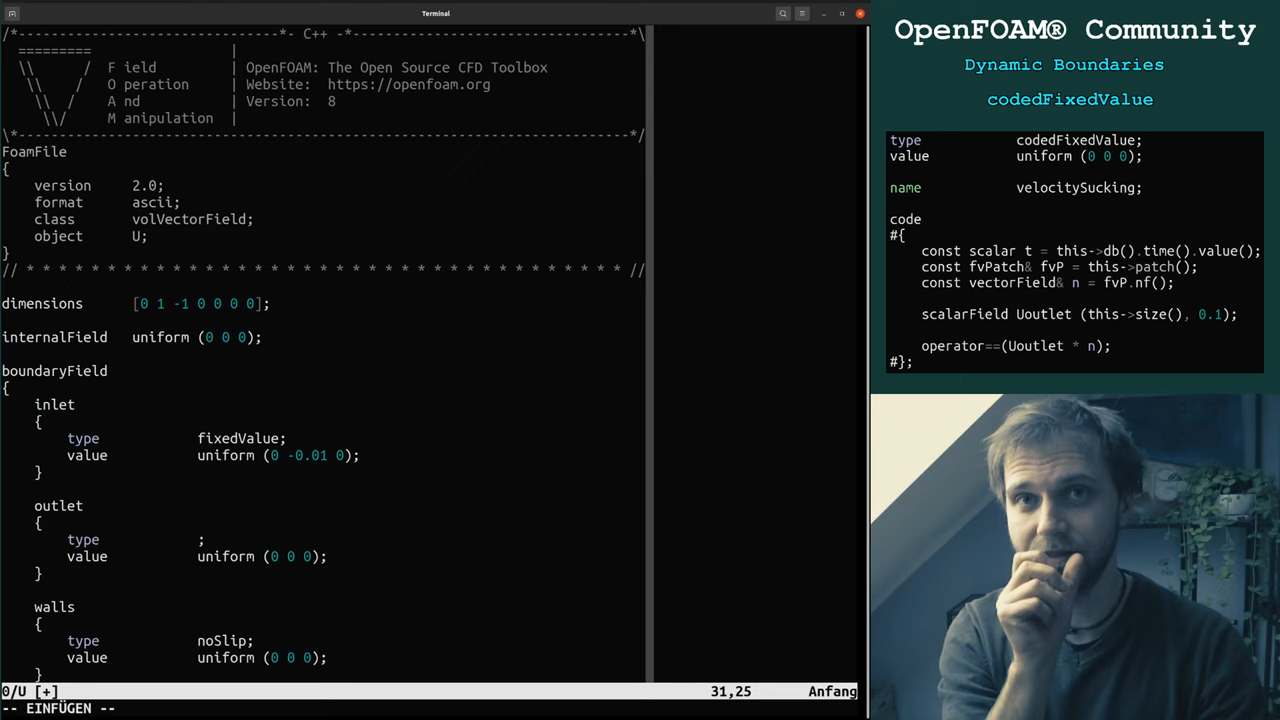 Terminal
/*--------------------------------*- C++ -*----------------------------------*\
=========                 |
\\      /  F ield         | OpenFOAM: The Open Source CFD Toolbox
\\    /   O peration     | Website:  https://openfoam.org
\\  /    A nd           | Version:  8
\\/     M anipulation  |
\*---------------------------------------------------------------------------*/
FoamFile
{
version     2.0;
format      ascii;
class       volVectorField;
object      U;
}
// * * * * * * * * * * * * * * * * * * * * * * * * * * * * * * * * * * * * * //
dimensions      [0 1 -1 0 0 0 0];
internalField   uniform (0 0 0);
boundaryField
{
inlet
{
type            fixedValue;
value           uniform (0 -0.01 0);
}
outlet
{
type            ;
value           uniform (0 0 0);
}
walls
{
type            noSlip;
value           uniform (0 0 0);
}
0/U [+]                                                     31,25       Anfang
-- EINFÜGEN --
OpenFOAM® Community
Dynamic Boundaries
codedFixedValue
type            codedFixedValue;
value           uniform (0 0 0);
name            velocitySucking;
code
#{
const scalar t = this->db().time().value();
const fvPatch& fvP = this->patch();
const vectorField& n = fvP.nf();
scalarField Uoutlet (this->size(), 0.1);
operator==(Uoutlet * n);
#};